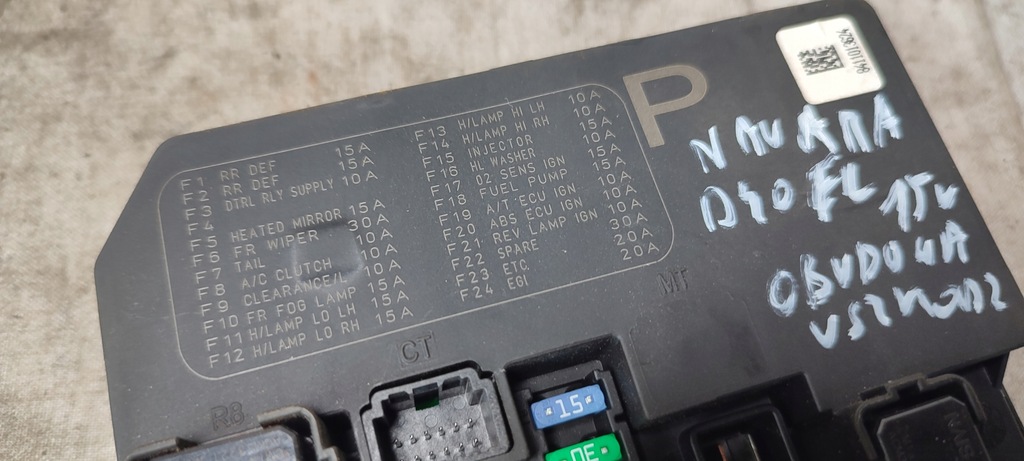 F1 RR DEF 15A
F2 RR DEF 15A
F3 DTRL RLY SUPPLY 10A
F4
F5 HEATED MIRROR 15A
F6 FR WIPER 30A
F7 TAIL 10A
F8 A/C CLUTCH 10A
F9 CLEARANCE/L 10A
F10 FR FOG LAMP 15A
F11 H/LAMP LO LH 15A
F12 H/LAMP LO RH 15A
F13 H/LAMP HI LH 10A
F14 H/LAMP HI RH 10A
F15 INJECTOR 15A
F16 HL WASHER 10A
F17 O2 SENS IGN 15A
F18 FUEL PUMP 15A
F19 A/T ECU IGN 10A
F20 ABS ECU IGN 10A
F21 REV LAMP IGN 10A
F22 SPARE 30A
F23 ETC. 20A
F24 EGI 20A
P
NAVARA
D40 FL 15r
OBUDOWA
USZKODZ
R8
CT
15